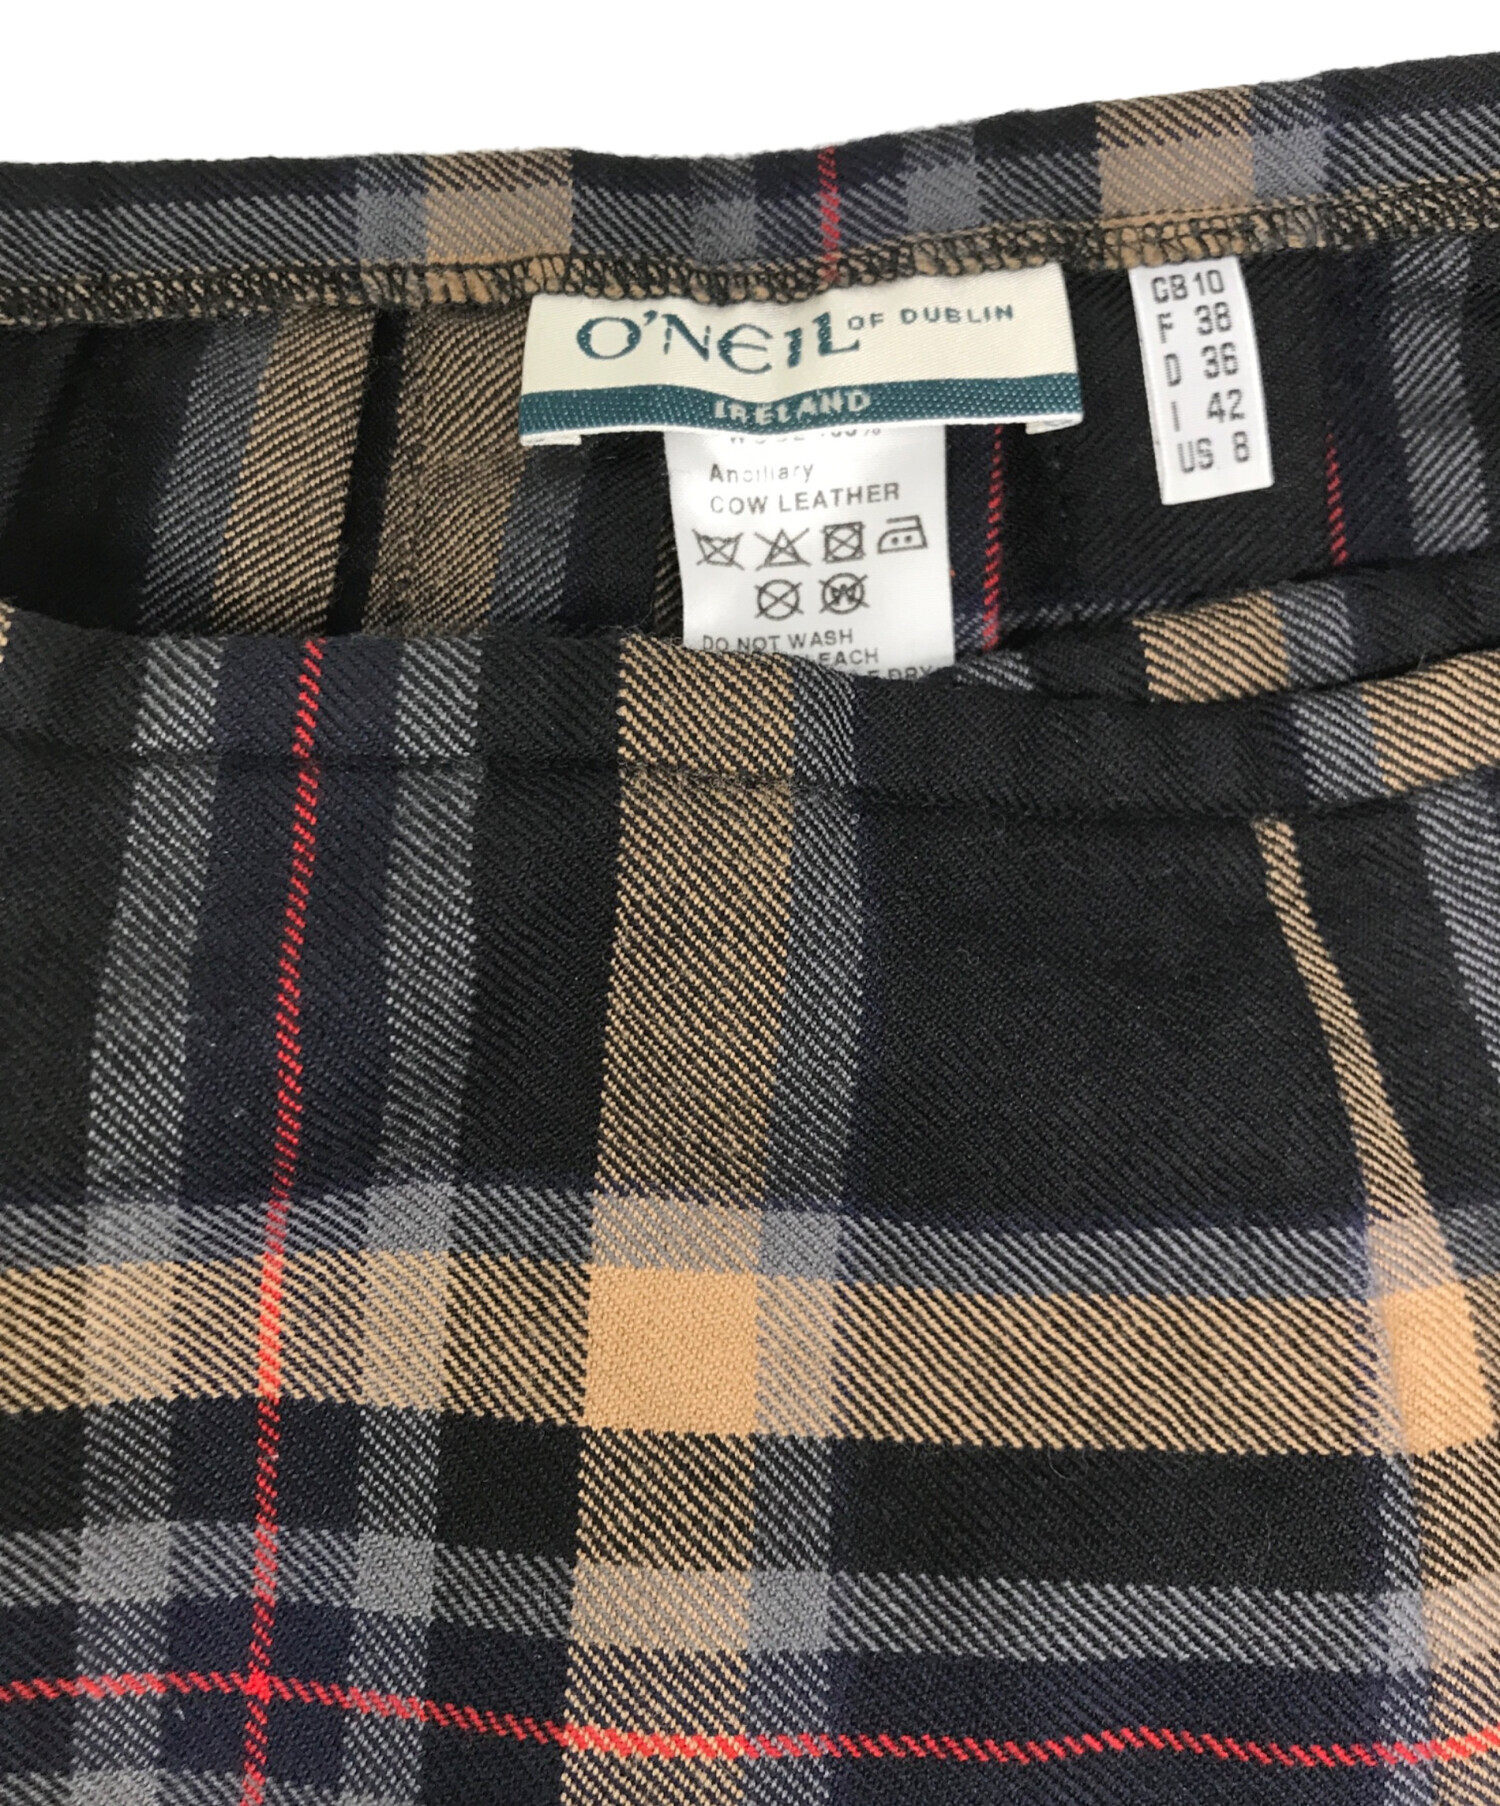 O'NEIL OF DUBLIN
IRELAND
GB 10
F 38
D 36
I 42
US 8
Ancillary
COW LEATHER
W
DO NOT WASH